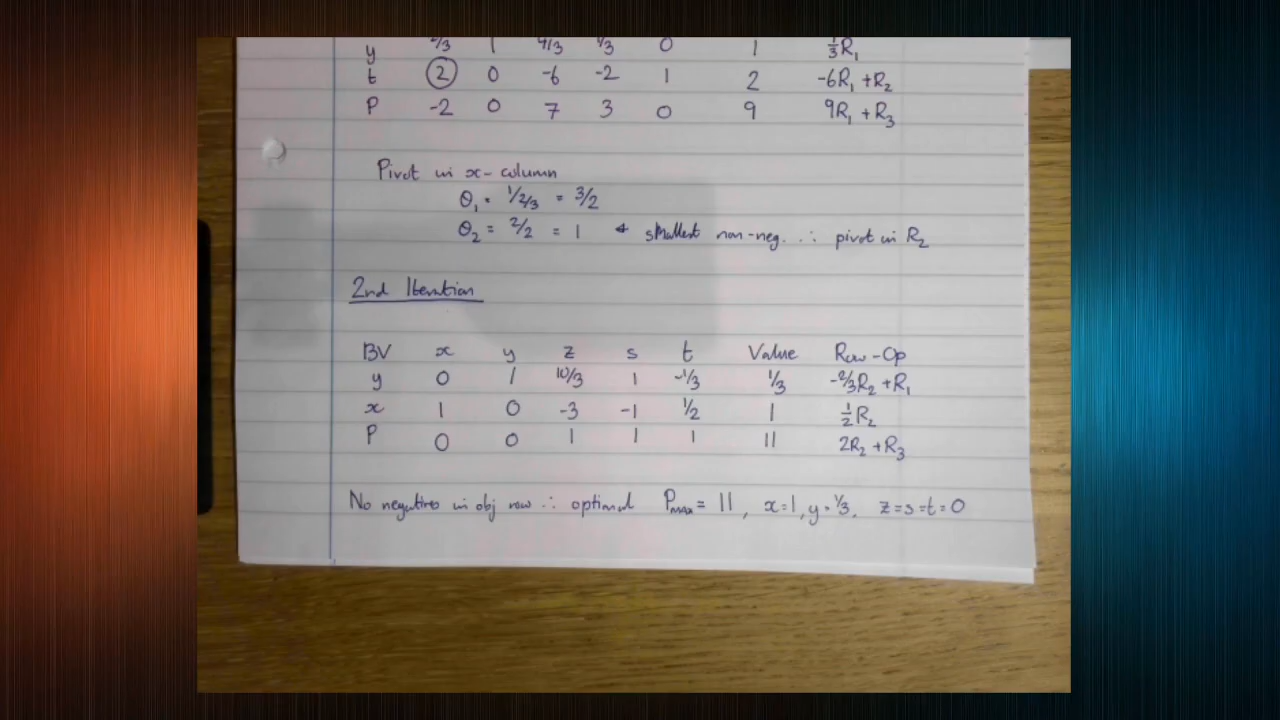 y 2/3 1 4/3 1/3 0 1 1/3R₁
t 2 0 -6 -2 1 2 -6R₁ +R₂
P -2 0 7 3 0 9 9R₁ + R₃
Pivot in x-column
θ₁ = 1/2/3 = 3/2
θ₂ = 2/2 = 1 ← smallest non-neg. ∴ pivot in R₂
2nd Iteration
BV x y z s t Value Row-Op
y 0 1 10/3 1 -1/3 1/3 -2/3R₂ +R₁
x 1 0 -3 -1 1/2 1 1/2R₂
P 0 0 1 1 1 11 2R₂ +R₃
No negatives in obj row ∴ optimal Pmax = 11, x=1, y=1/3, z=s=t=0